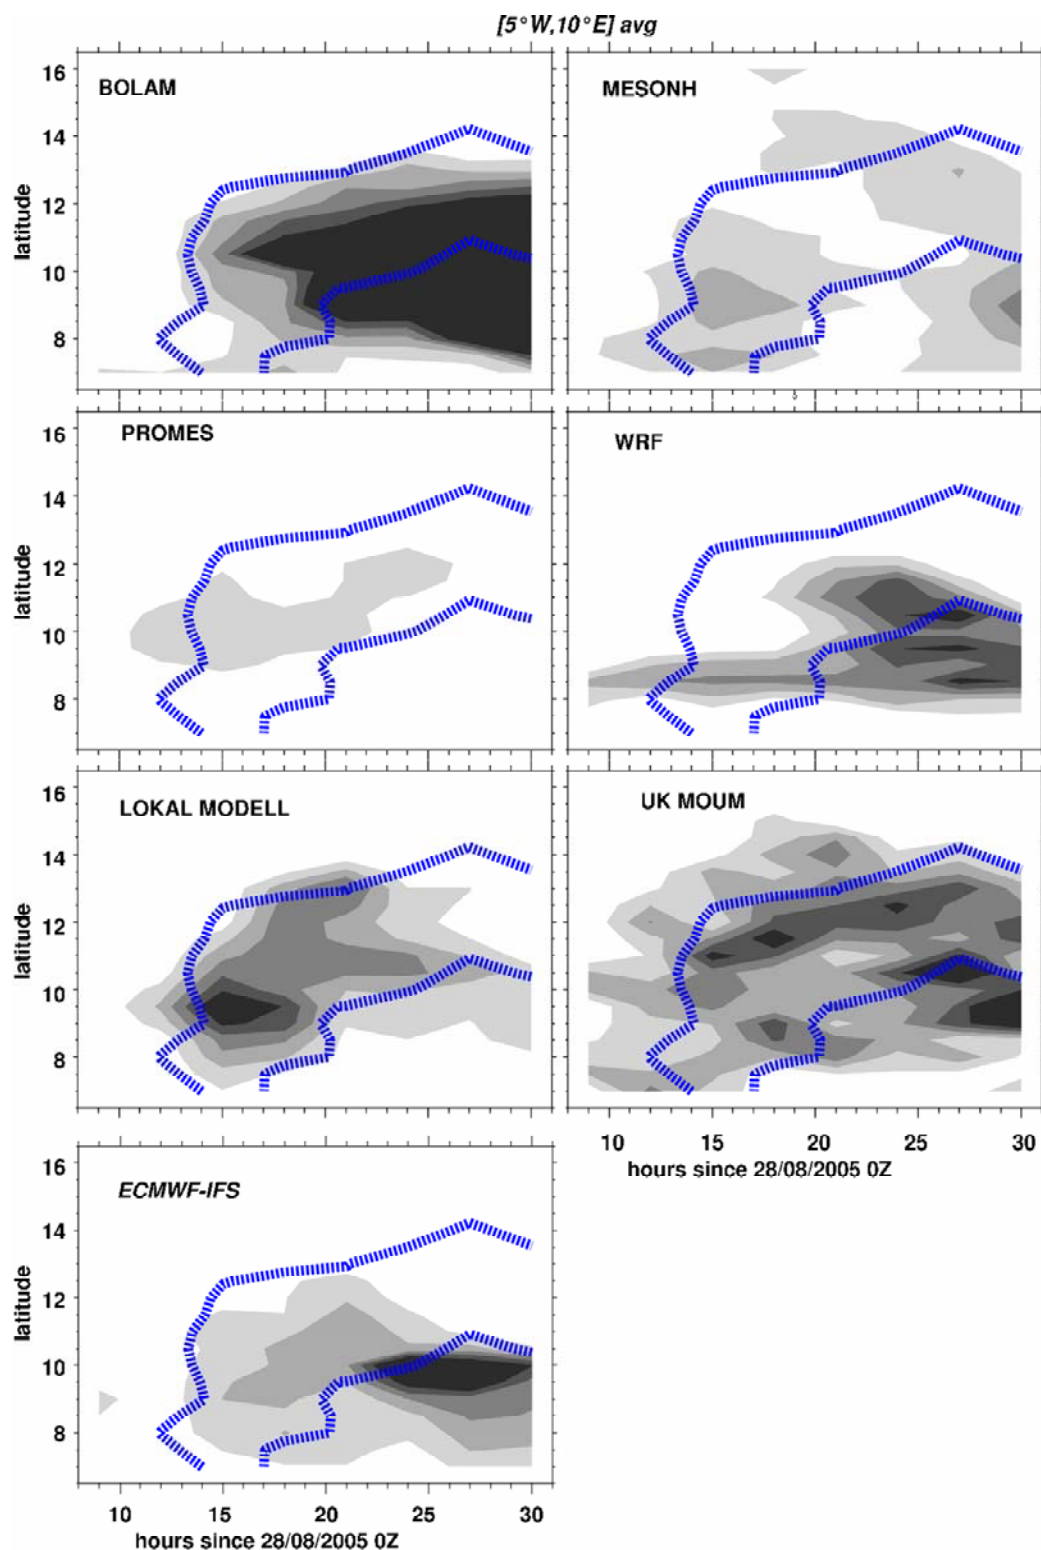 [5°W,10°E] avg
BOLAM
MESONH
16
14
12
10
8
latitude
PROMES
WRF
16
14
12
10
8
latitude
LOKAL MODELL
UK MOUM
16
14
12
10
8
latitude
10 15 20 25 30
hours since 28/08/2005 0Z
ECMWF-IFS
16
14
12
10
8
latitude
10 15 20 25 30
hours since 28/08/2005 0Z